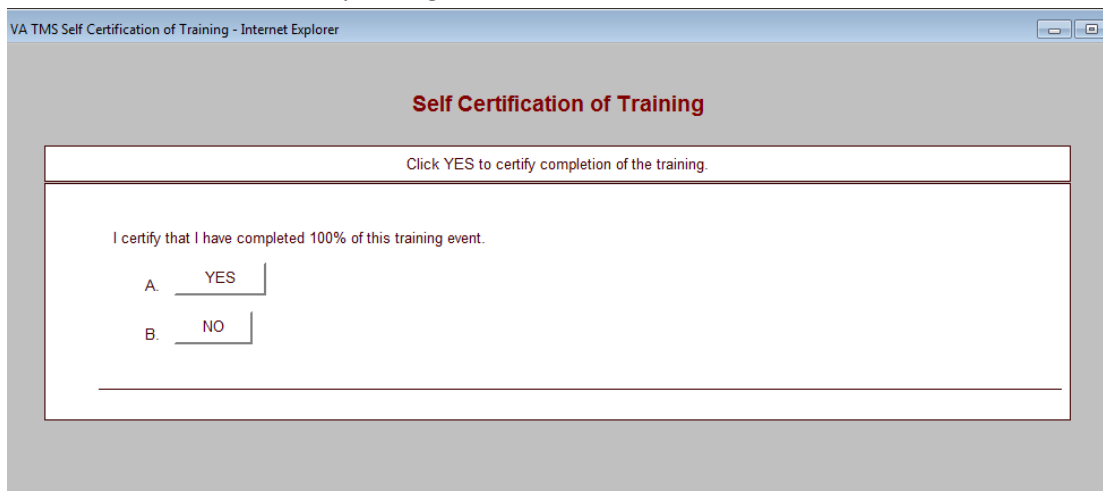 VA TMS Self Certification of Training - Internet Explorer
Self Certification of Training
Click YES to certify completion of the training.
I certify that I have completed 100% of this training event.
A. YES
B. NO